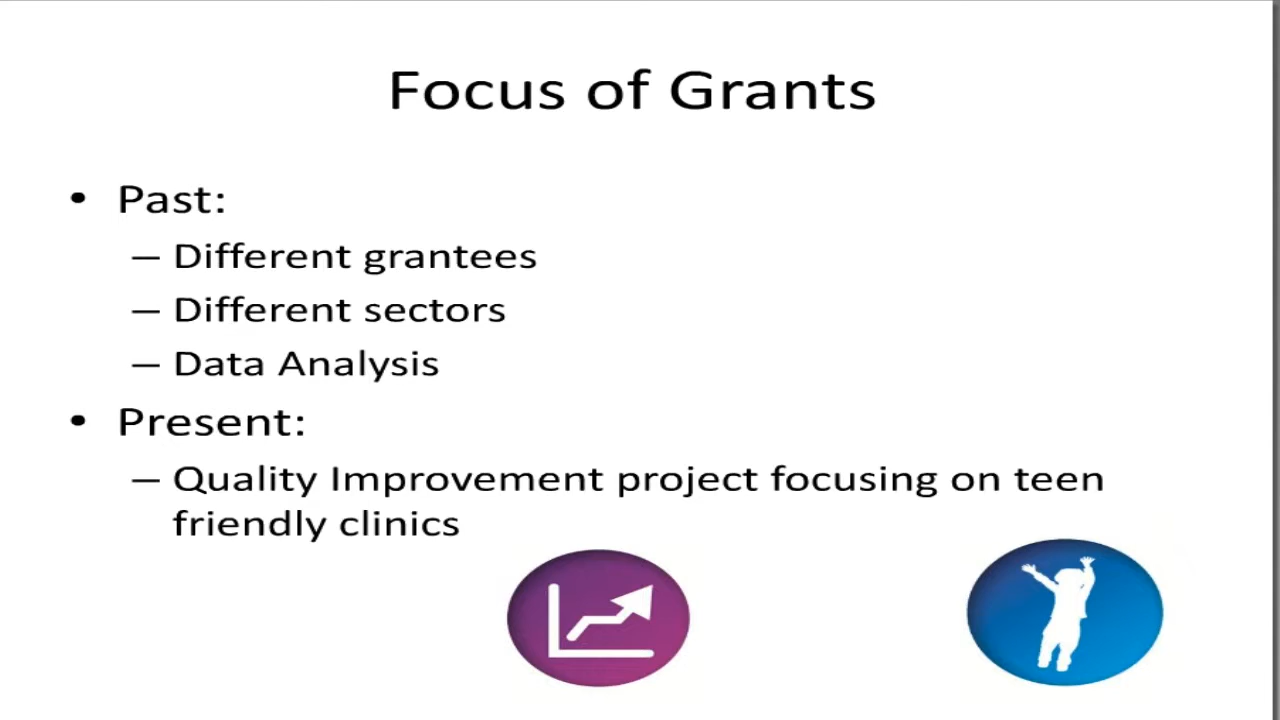 Focus of Grants
• Past:
– Different grantees
– Different sectors
– Data Analysis
• Present:
– Quality Improvement project focusing on teen
friendly clinics